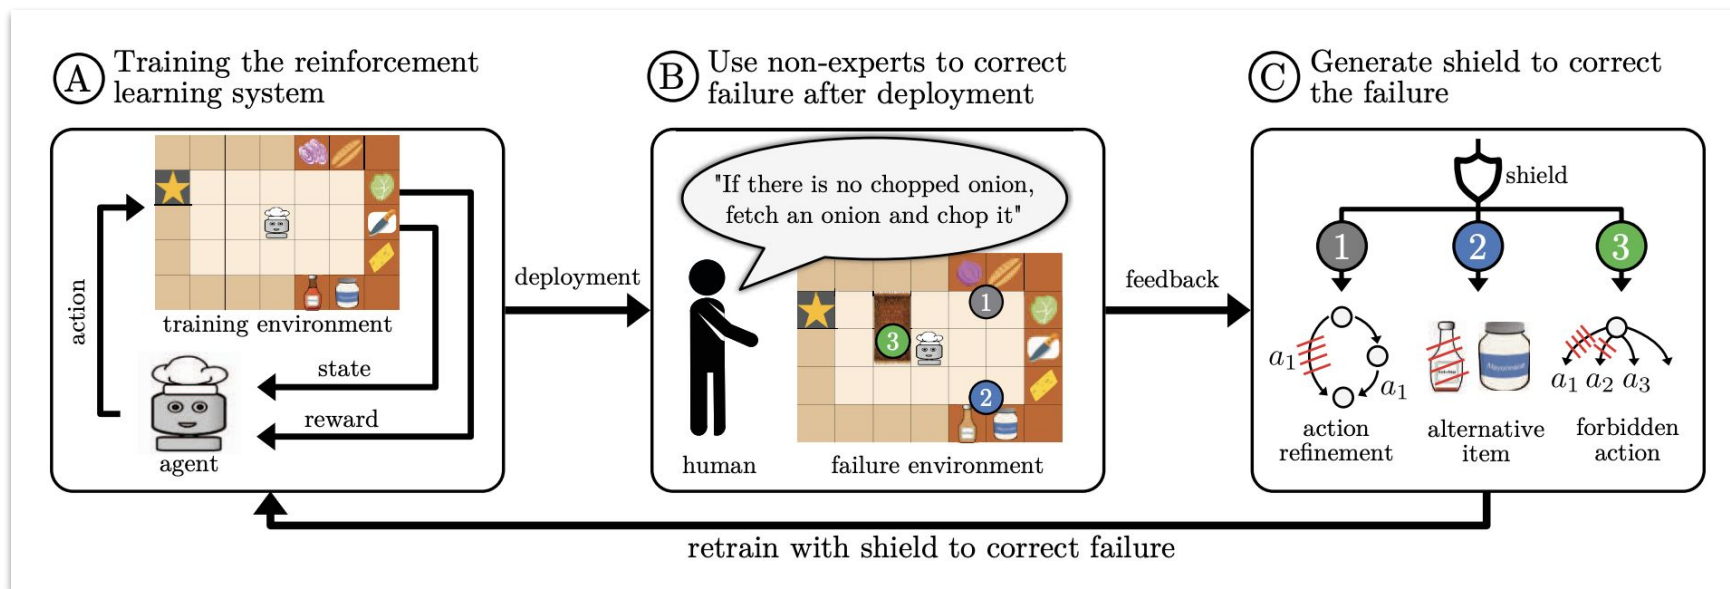 A Training the reinforcement
learning system
action
training environment
state
reward
agent
deployment
B Use non-experts to correct
failure after deployment
"If there is no chopped onion,
fetch an onion and chop it"
1
3
2
human
failure environment
feedback
C Generate shield to correct
the failure
shield
1 2 3
a1
a1
Mayonnaise
a1 a2 a3
action
refinement
alternative
item
forbidden
action
retrain with shield to correct failure